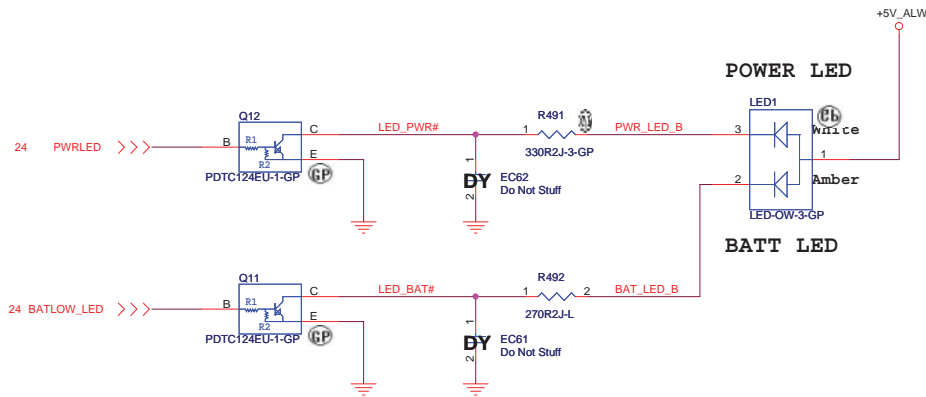 +5V_ALW
POWER LED
LED1
Cb
White
3
1
Amber
2
LED-OW-3-GP
BATT LED
Q12
24 PWRLED
B
R1
R2
C
E
PDTC124EU-1-GP
GP
LED_PWR#
R491
1
330R2J-3-GP
PWR_LED_B
1
DY
2
EC62
Do Not Stuff
Q11
24 BATLOW_LED
B
R1
R2
C
E
PDTC124EU-1-GP
GP
LED_BAT#
R492
1
2
270R2J-L
BAT_LED_B
1
DY
2
EC61
Do Not Stuff